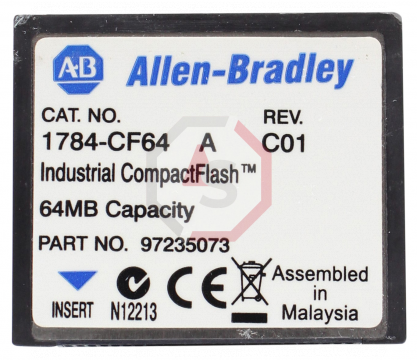 A-B Allen-Bradley
CAT. NO. REV.
1784-CF64 A C01
Industrial CompactFlash™
64MB Capacity
PART NO. 97235073
INSERT N12213 CE Assembled in
Malaysia